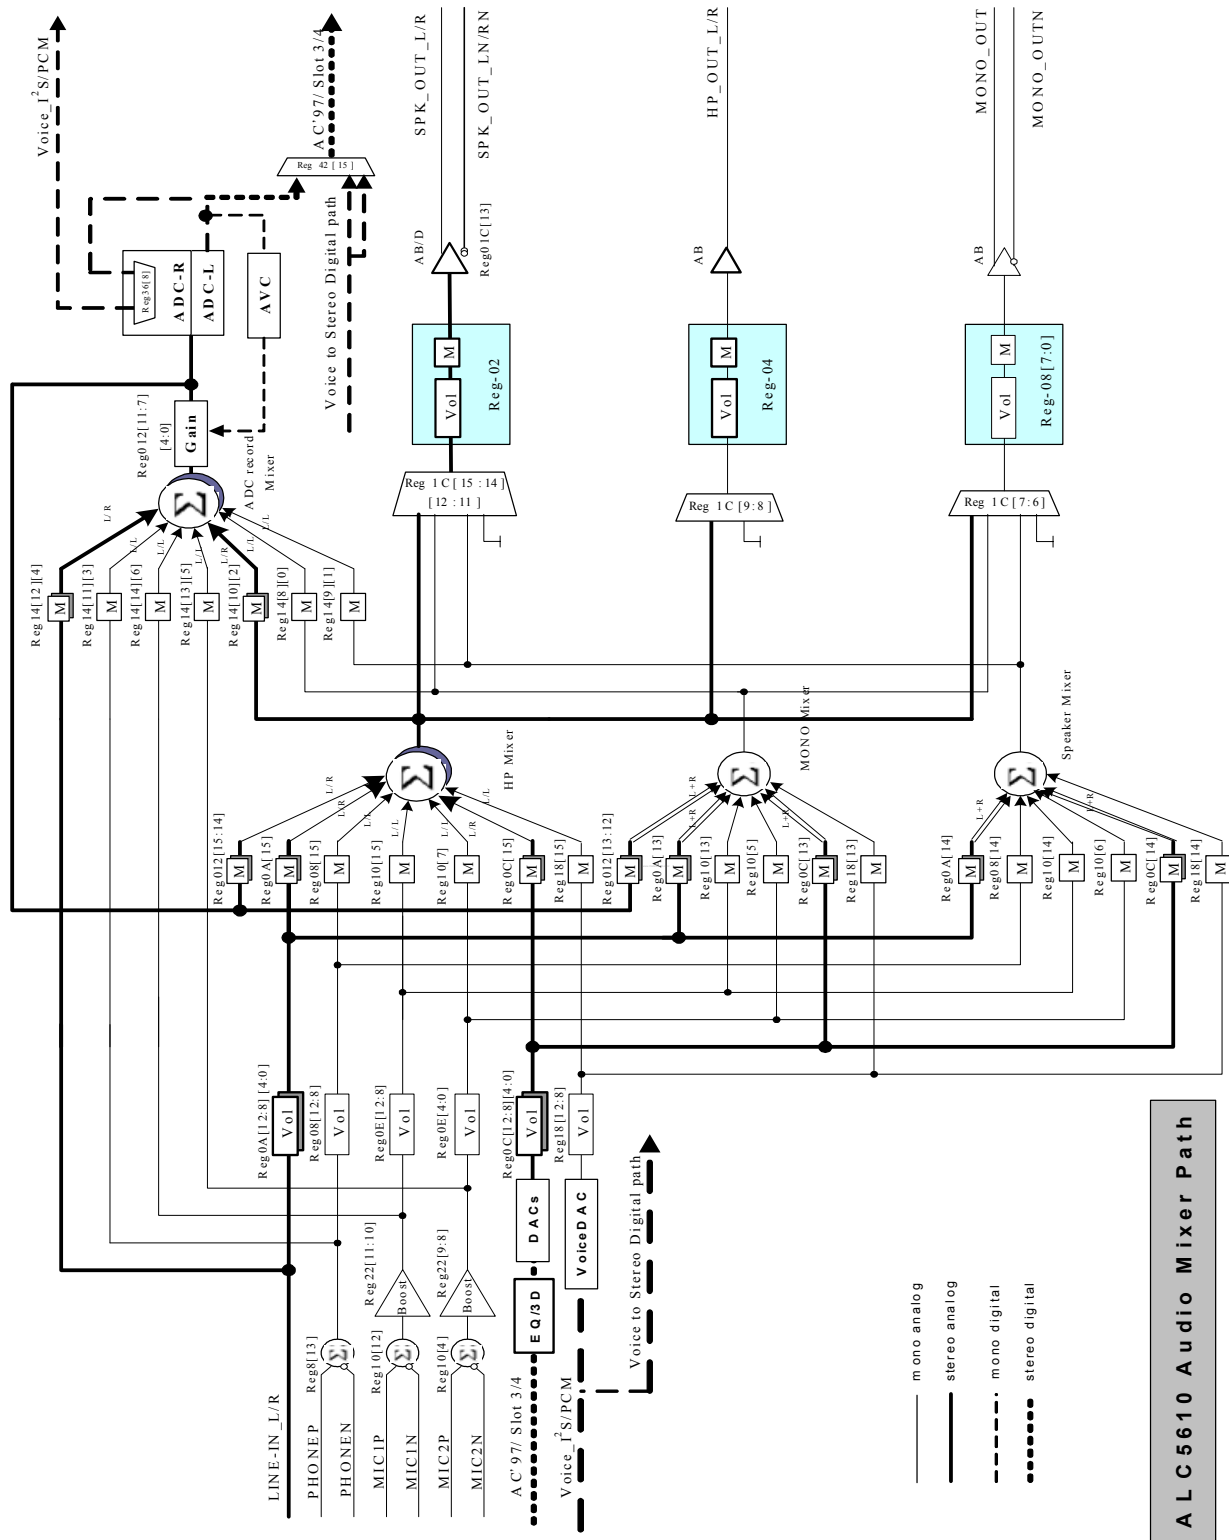 LINE-IN_L/R
PHONEP
PHONEN
MIC1P
MIC1N
MIC2P
MIC2N
AC'97/ Slot 3/4
Voice_I2S/PCM
Reg8[13]
Reg10[12]
Reg10[4]
Σ
Σ
Σ
Reg22[11:10]
Boost
Reg22[9:8]
Boost
EQ/3D
DACs
VoiceDAC
Voice to Stereo Digital path
Reg0A[12:8][4:0]
Vol
Reg08[12:8]
Vol
Reg0E[12:8]
Vol
Reg0E[4:0]
Vol
Reg0C[12:8][4:0]
Vol
Reg18[12:8]
Vol
Reg012[15:14]
M
Reg0A[15]
M
Reg08[15]
M
Reg10[15]
M
Reg10[7]
M
Reg0C[15]
M
Reg18[15]
M
Reg012[13:12]
M
Reg0A[13]
M
Reg10[13]
M
Reg10[5]
M
Reg0C[13]
M
Reg18[13]
M
Reg0A[14]
M
Reg08[14]
M
Reg10[14]
M
Reg10[6]
M
Reg0C[14]
M
Reg18[14]
M
L/R
L/R
L/L
L/L
L/R
L/L
L+R
L+R
L+R
L+R
L+R
Σ
HP Mixer
Σ
MONO Mixer
Σ
Speaker Mixer
Reg14[12][4]
M
Reg14[11][3]
M
Reg14[14][6]
M
Reg14[13][5]
M
Reg14[10][2]
M
Reg14[8][0]
M
Reg14[9][1]
M
L/R
L/L
L/L
L/L
L/R
L/L
L/L
Σ
ADC record
Mixer
Reg012[11:7]
[4:0]
Gain
AVC
Reg36[8]
ADC-R
ADC-L
Voice_I2S/PCM
AC'97/ Slot 3/4
Reg 42 [15]
Voice to Stereo Digital path
Reg 1C[15:14]
[12:11]
Vol
M
Reg-02
AB/D
Reg01C[13]
SPK_OUT_L/R
SPK_OUT_LN/RN
Reg 1C[9:8]
Vol
M
Reg-04
AB
HP_OUT_L/R
Reg 1C[7:6]
Vol
M
Reg-08[7:0]
AB
MONO_OUT
MONO_OUTN
mono analog
stereo analog
mono digital
stereo digital
ALC5610 Audio Mixer Path